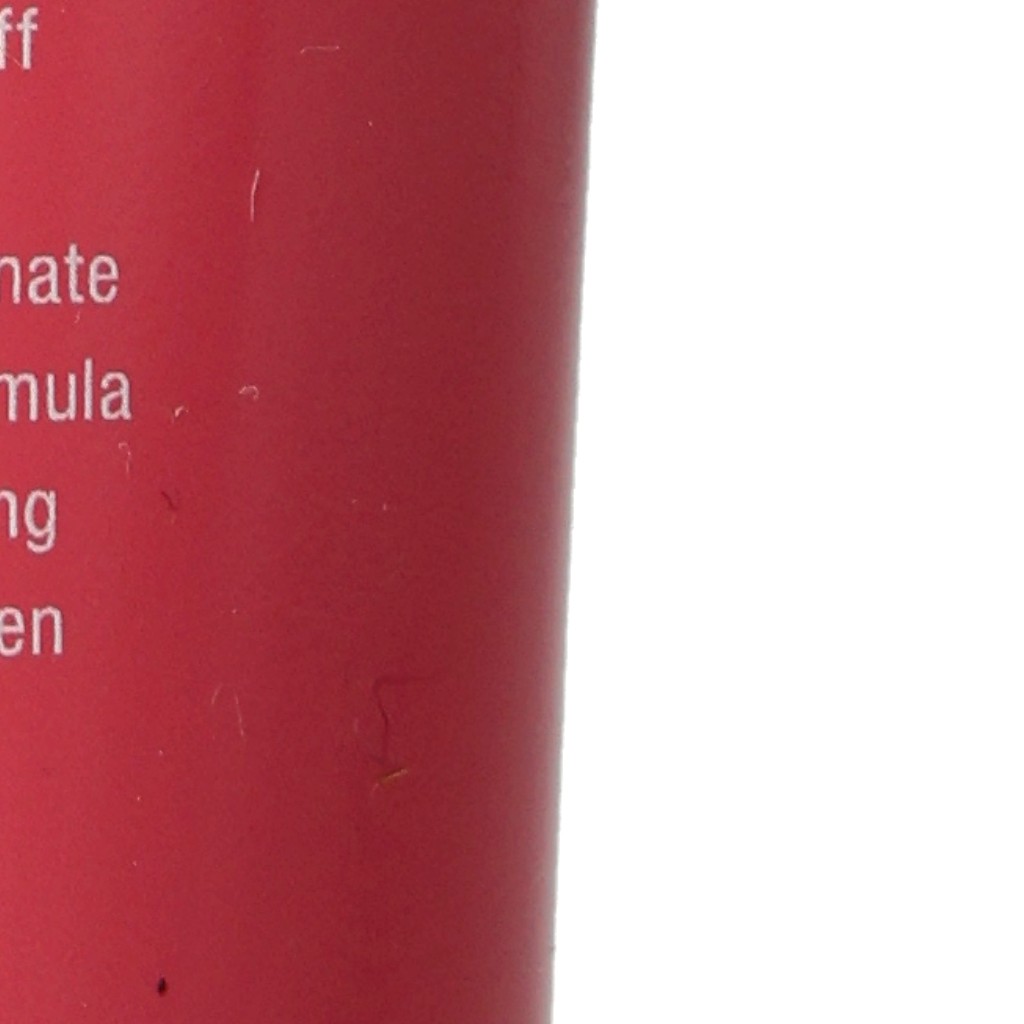 ff
nate
mula
ng
en